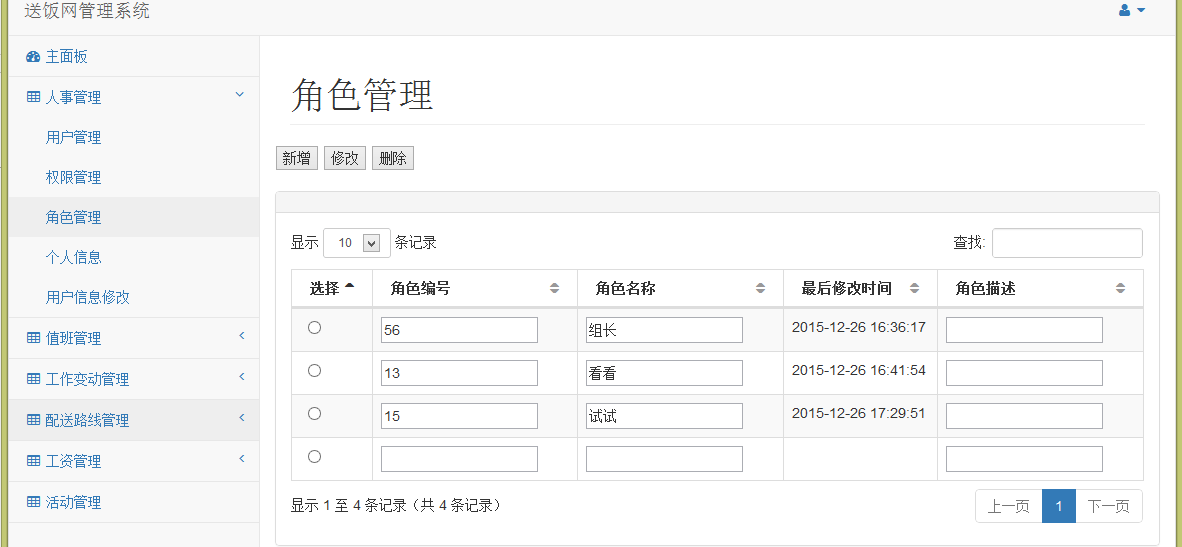 送饭网管理系统
主面板
人事管理
用户管理
权限管理
角色管理
个人信息
用户信息修改
值班管理
工作变动管理
配送路线管理
工资管理
活动管理
角色管理
新增 修改 删除
显示 10 条记录 查找:
选择 角色编号 角色名称 最后修改时间 角色描述
56 组长 2015-12-26 16:36:17
13 看看 2015-12-26 16:41:54
15 试试 2015-12-26 17:29:51
显示 1 至 4 条记录（共 4 条记录） 上一页 1 下一页